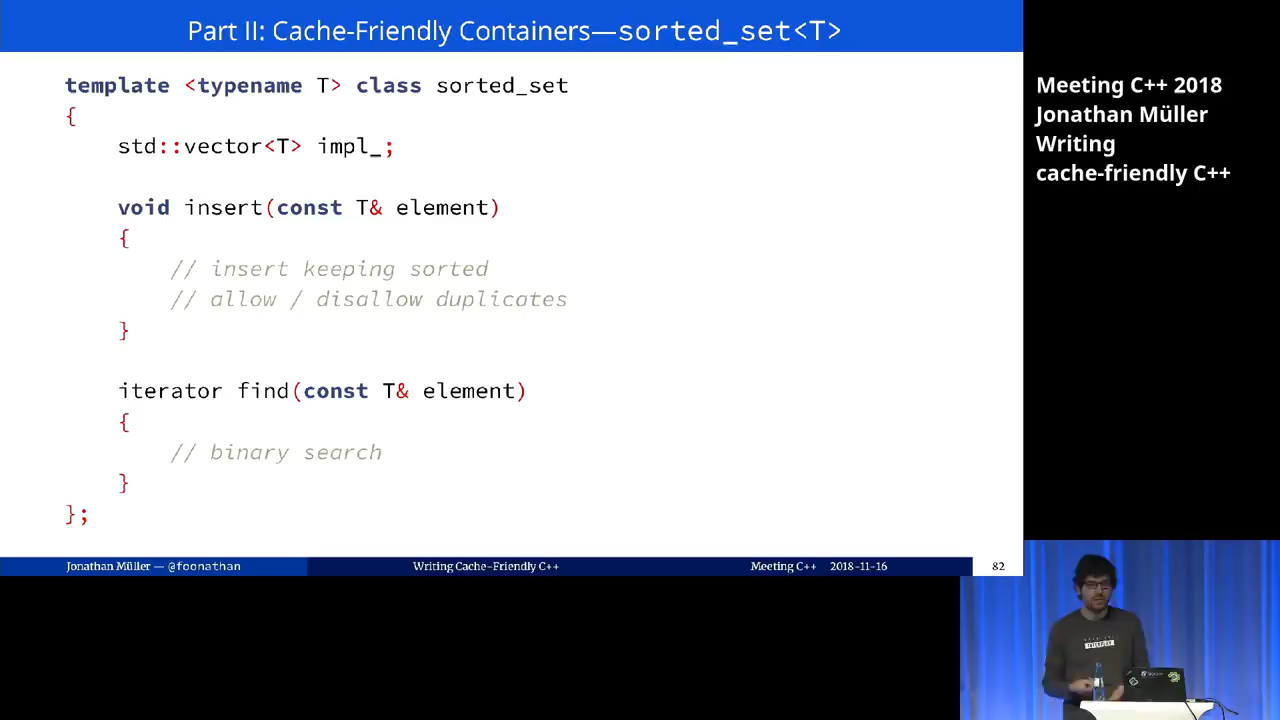 Part II: Cache-Friendly Containers—sorted_set<T>
template <typename T> class sorted_set
{
std::vector<T> impl_;
void insert(const T& element)
{
// insert keeping sorted
// allow / disallow duplicates
}
iterator find(const T& element)
{
// binary search
}
};
Jonathan Müller — @foonathan
Writing Cache-Friendly C++
Meeting C++ 2018-11-16
82
Meeting C++ 2018
Jonathan Müller
Writing
cache-friendly C++